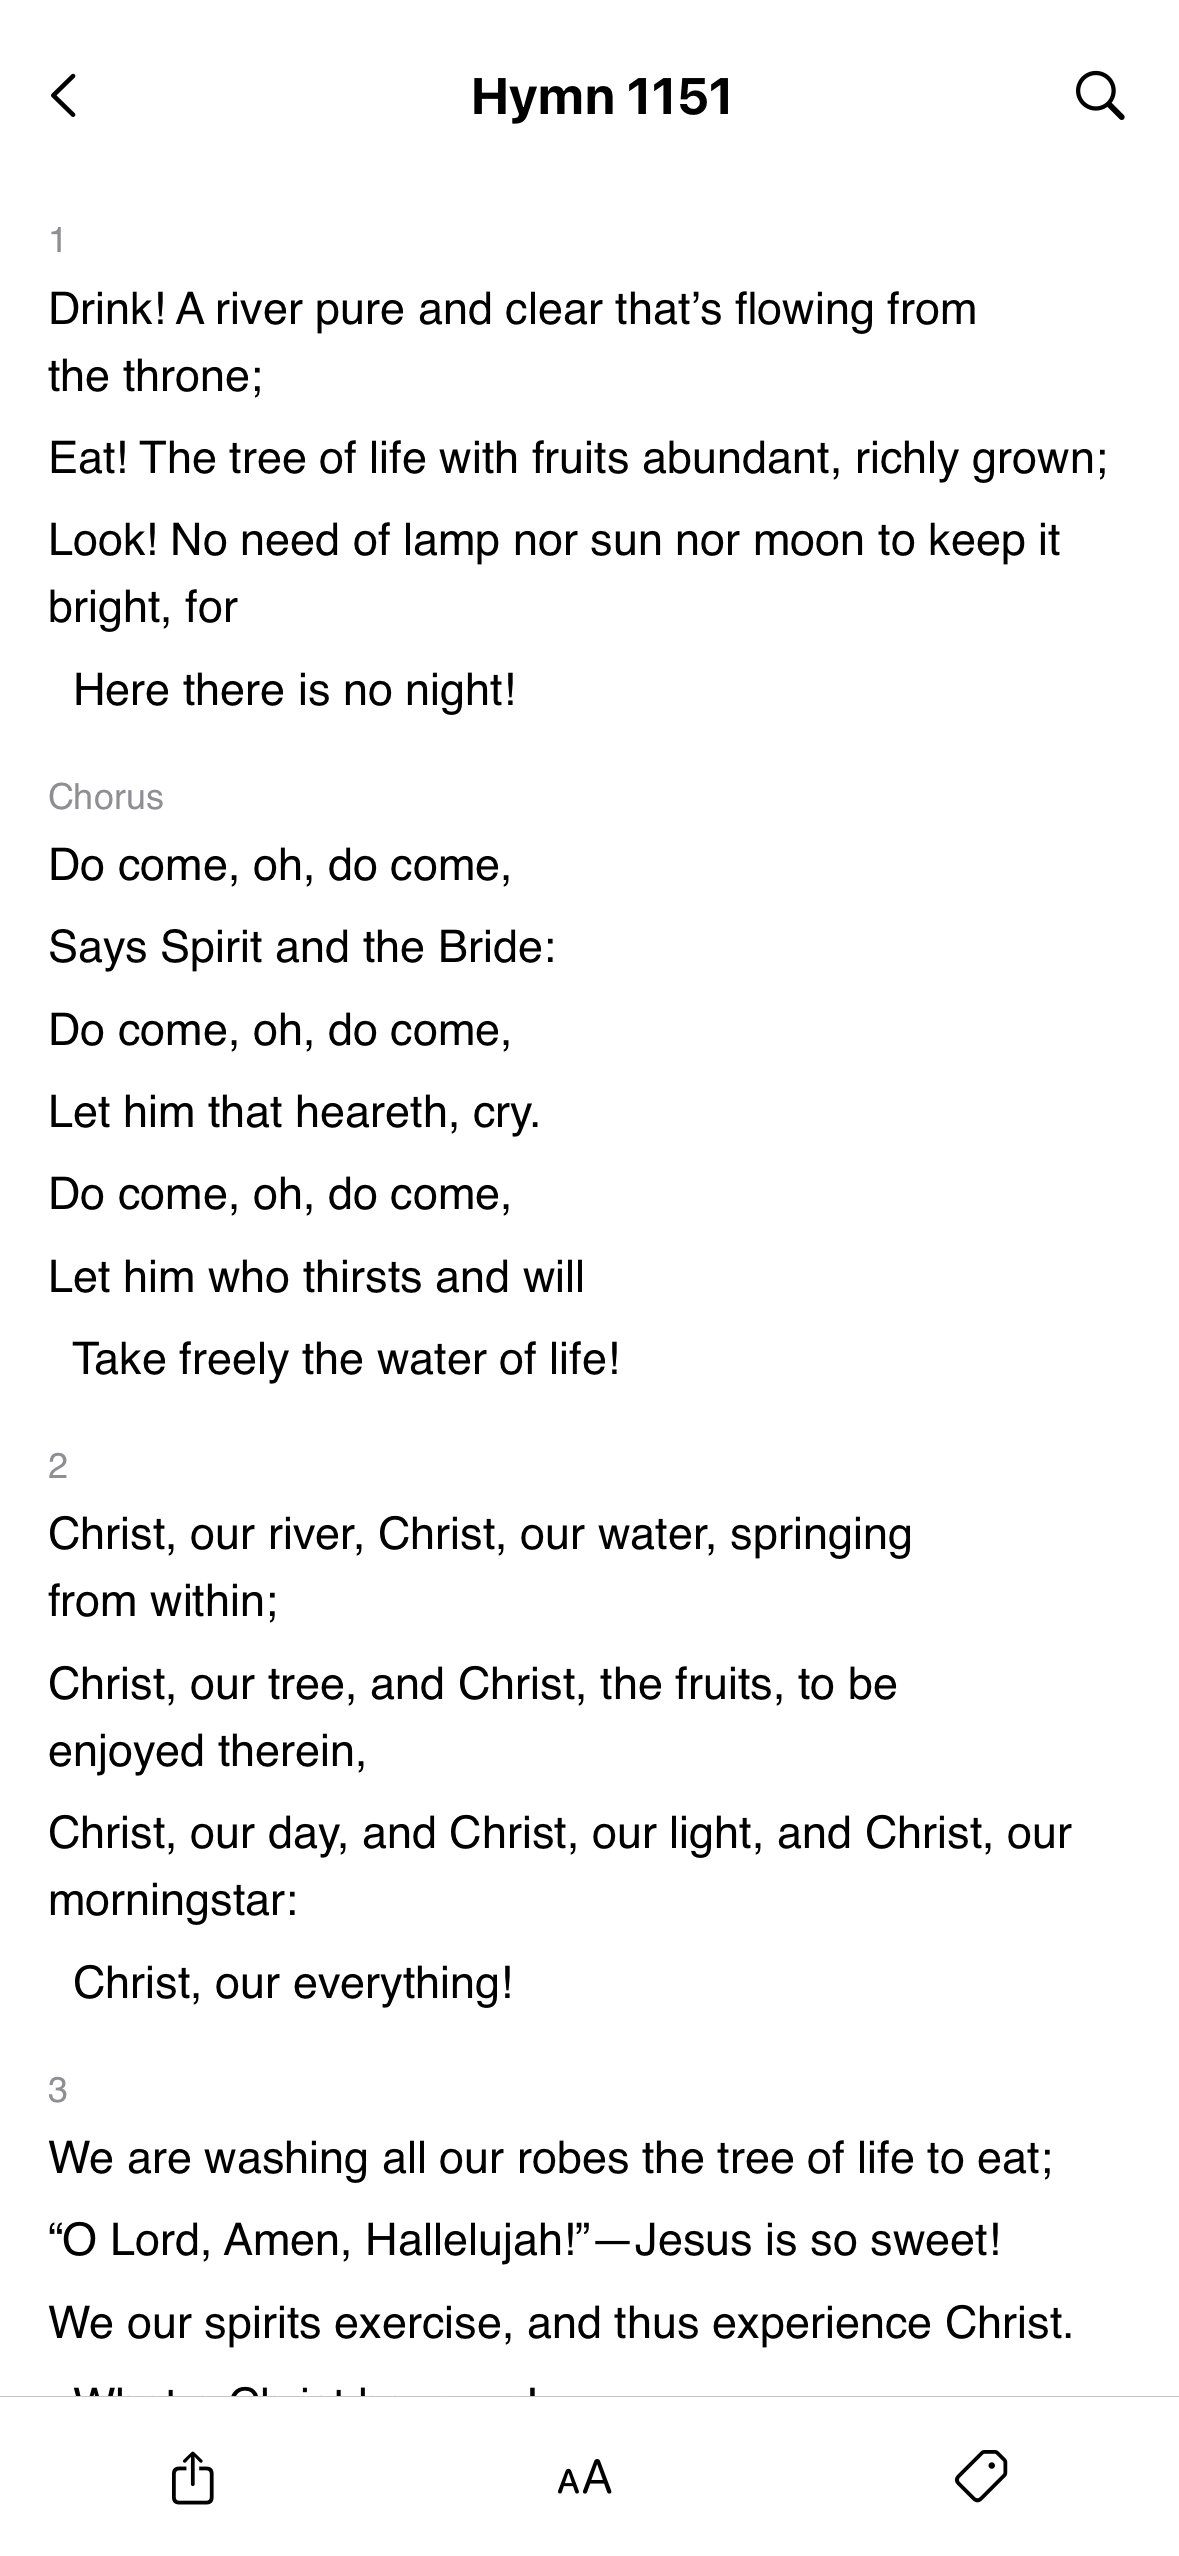 Hymn 1151
1
Drink! A river pure and clear that’s flowing from
the throne;
Eat! The tree of life with fruits abundant, richly grown;
Look! No need of lamp nor sun nor moon to keep it
bright, for
Here there is no night!
Chorus
Do come, oh, do come,
Says Spirit and the Bride:
Do come, oh, do come,
Let him that heareth, cry.
Do come, oh, do come,
Let him who thirsts and will
Take freely the water of life!
2
Christ, our river, Christ, our water, springing
from within;
Christ, our tree, and Christ, the fruits, to be
enjoyed therein,
Christ, our day, and Christ, our light, and Christ, our
morningstar:
Christ, our everything!
3
We are washing all our robes the tree of life to eat;
“O Lord, Amen, Hallelujah!”—Jesus is so sweet!
We our spirits exercise, and thus experience Christ.
AA